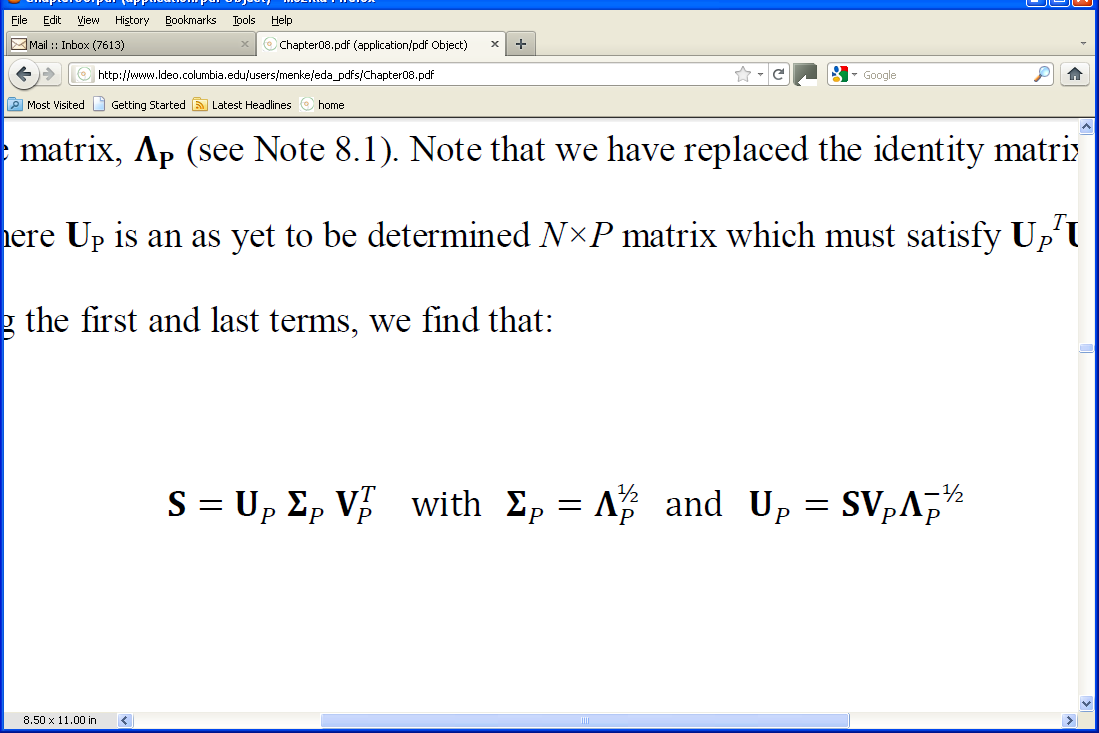 Chapter08.pdf (application/pdf Object) - Mozilla Firefox
File Edit View History Bookmarks Tools Help
Mail :: Inbox (7613) Chapter08.pdf (application/pdf Object)
http://www.ldeo.columbia.edu/users/menke/eda_pdfs/Chapter08.pdf Google
Most Visited Getting Started Latest Headlines home
matrix, Λ_P (see Note 8.1). Note that we have replaced the identity matrix
here U_P is an as yet to be determined N×P matrix which must satisfy U_P^T U
g the first and last terms, we find that:
S = U_P Σ_P V_P^T with Σ_P = Λ_P^½ and U_P = SV_PΛ_P^−½
8.50 x 11.00 in